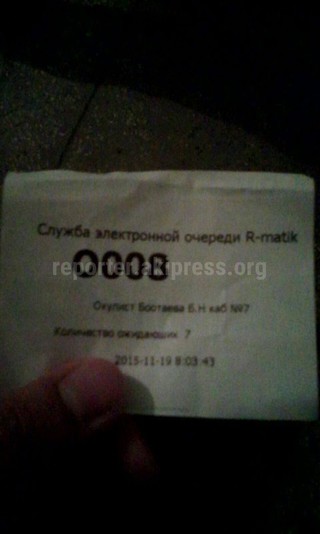 Служба электронной очереди R-matik
0008
reporter.akipress.org
Окулист Боотаева Б.Н каб №7
Количество ожидающих 7
2015-11-19 8:03:43